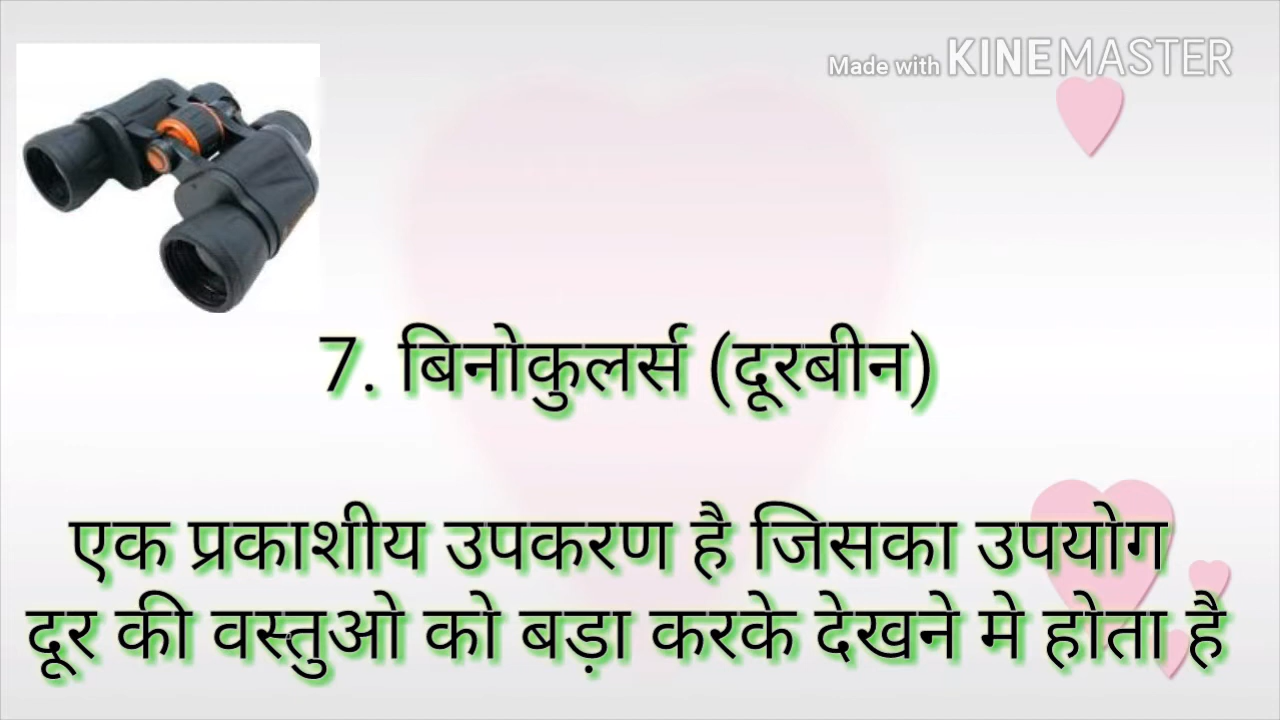 Made with KINEMASTER
7. बिनोकुलर्स (दूरबीन)
एक प्रकाशीय उपकरण है जिसका उपयोग
दूर की वस्तुओ को बड़ा करके देखने मे होता है